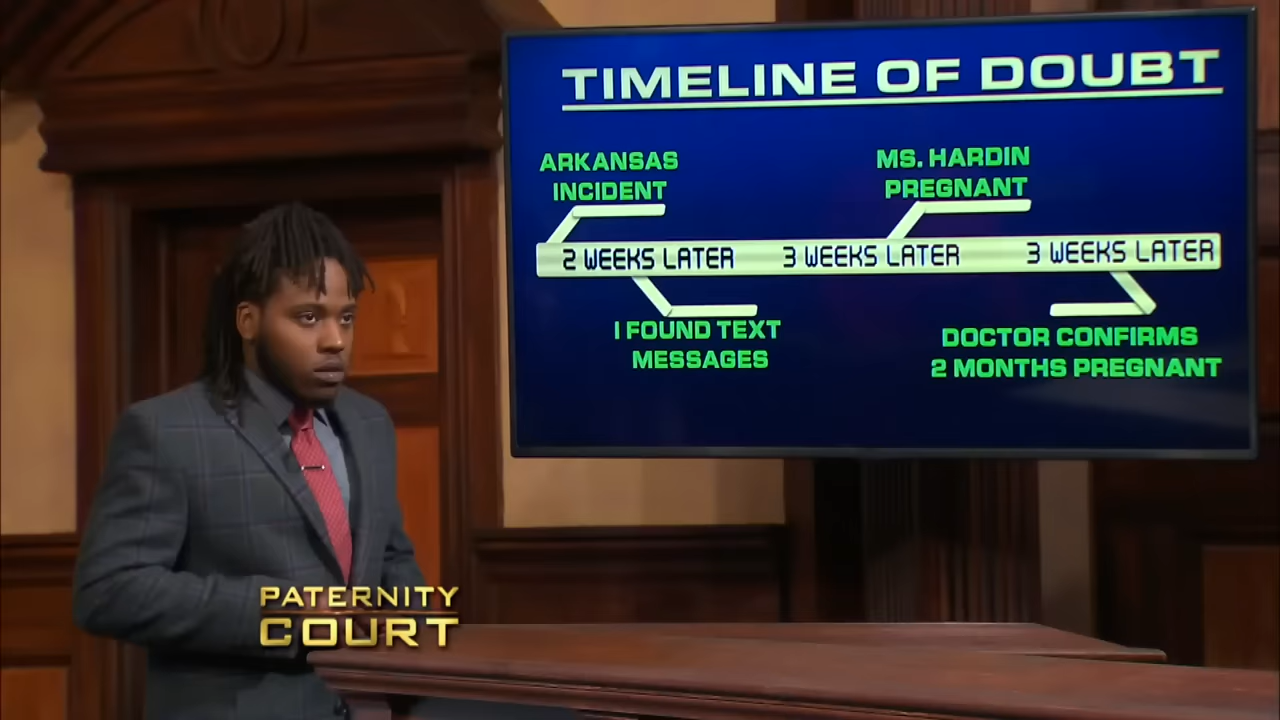 TIMELINE OF DOUBT
ARKANSAS
INCIDENT
MS. HARDIN
PREGNANT
2 WEEKS LATER
3 WEEKS LATER
3 WEEKS LATER
I FOUND TEXT
MESSAGES
DOCTOR CONFIRMS
2 MONTHS PREGNANT
PATERNITY
COURT